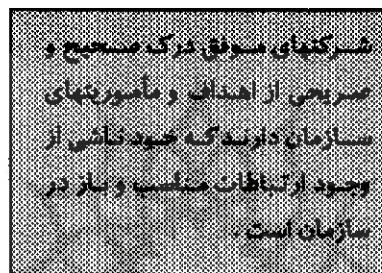 شرکتهای موفق درک صحیح و
صریحی از اهداف و مأموریتهای
سازمان دارند که خود ناشی از
وجود ارتباطات مناسب و باز در
سازمان است .